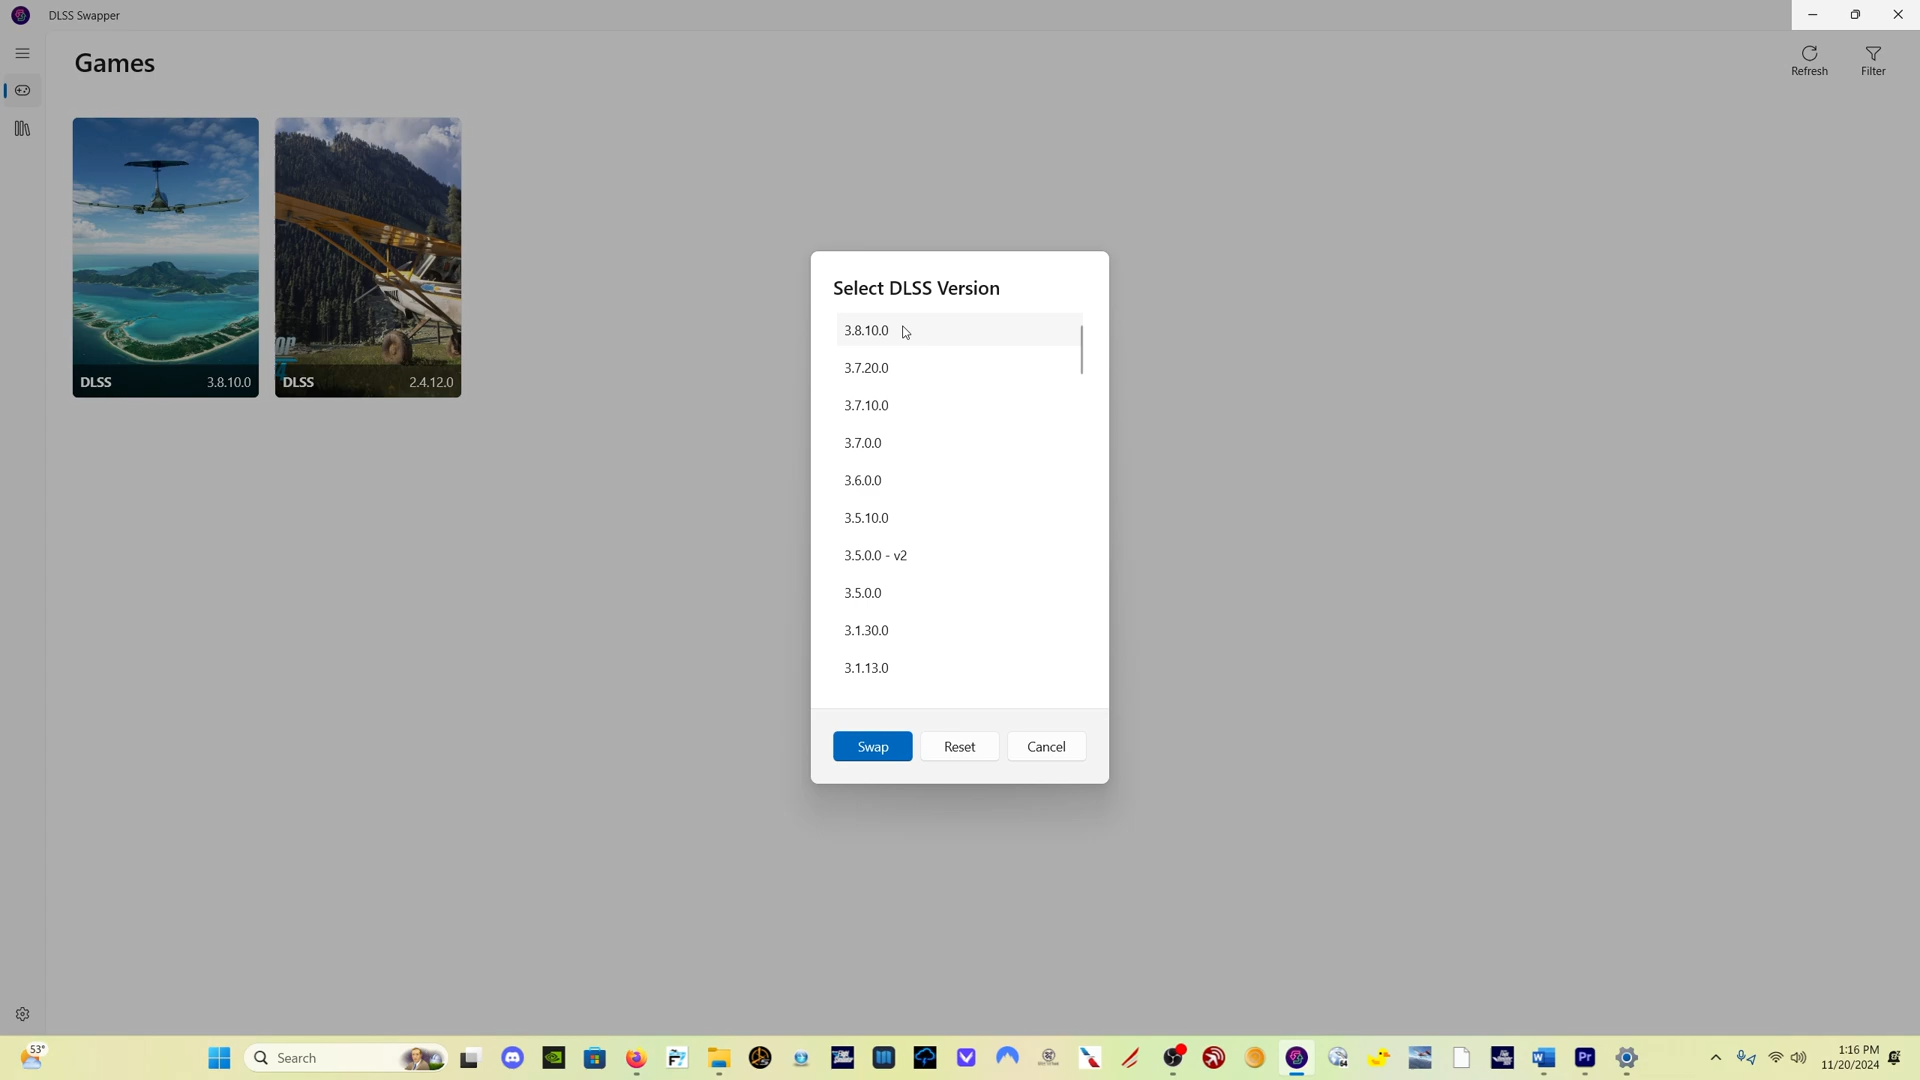 DLSS Swapper
Games
Refresh
Filter
DLSS 3.8.10.0
DLSS 2.4.12.0
Select DLSS Version
3.8.10.0
3.7.20.0
3.7.10.0
3.7.0.0
3.6.0.0
3.5.10.0
3.5.0.0 - v2
3.5.0.0
3.1.30.0
3.1.13.0
Swap
Reset
Cancel
53°
Search
1:16 PM
11/20/2024